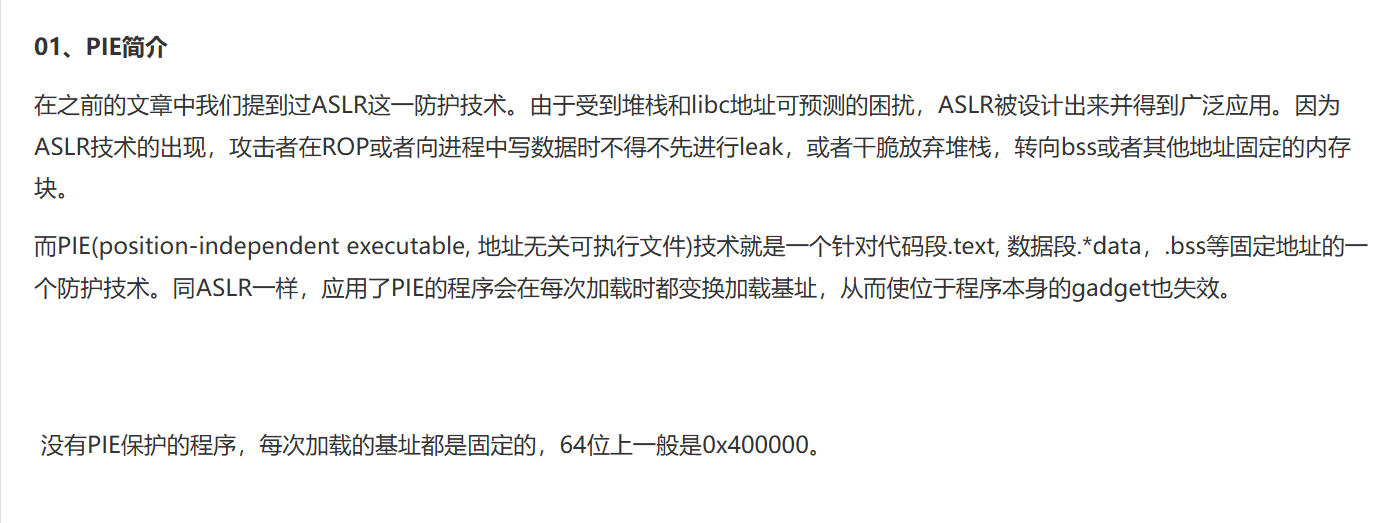 01、PIE简介
在之前的文章中我们提到过ASLR这一防护技术。由于受到堆栈和libc地址可预测的困扰，ASLR被设计出来并得到广泛应用。因为
ASLR技术的出现，攻击者在ROP或者向进程中写数据时不得不先进行leak，或者干脆放弃堆栈，转向bss或者其他地址固定的内存
块。
而PIE(position-independent executable, 地址无关可执行文件)技术就是一个针对代码段.text, 数据段.*data，.bss等固定地址的一
个防护技术。同ASLR一样，应用了PIE的程序会在每次加载时都变换加载基址，从而使位于程序本身的gadget也失效。
没有PIE保护的程序，每次加载的基址都是固定的，64位上一般是0x400000。